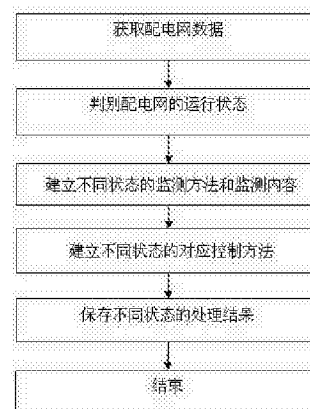 获取配电网数据
判别配电网的运行状态
建立不同状态的监测方法和监测内容
建立不同状态的对应控制方法
保存不同状态的处理结果
结束